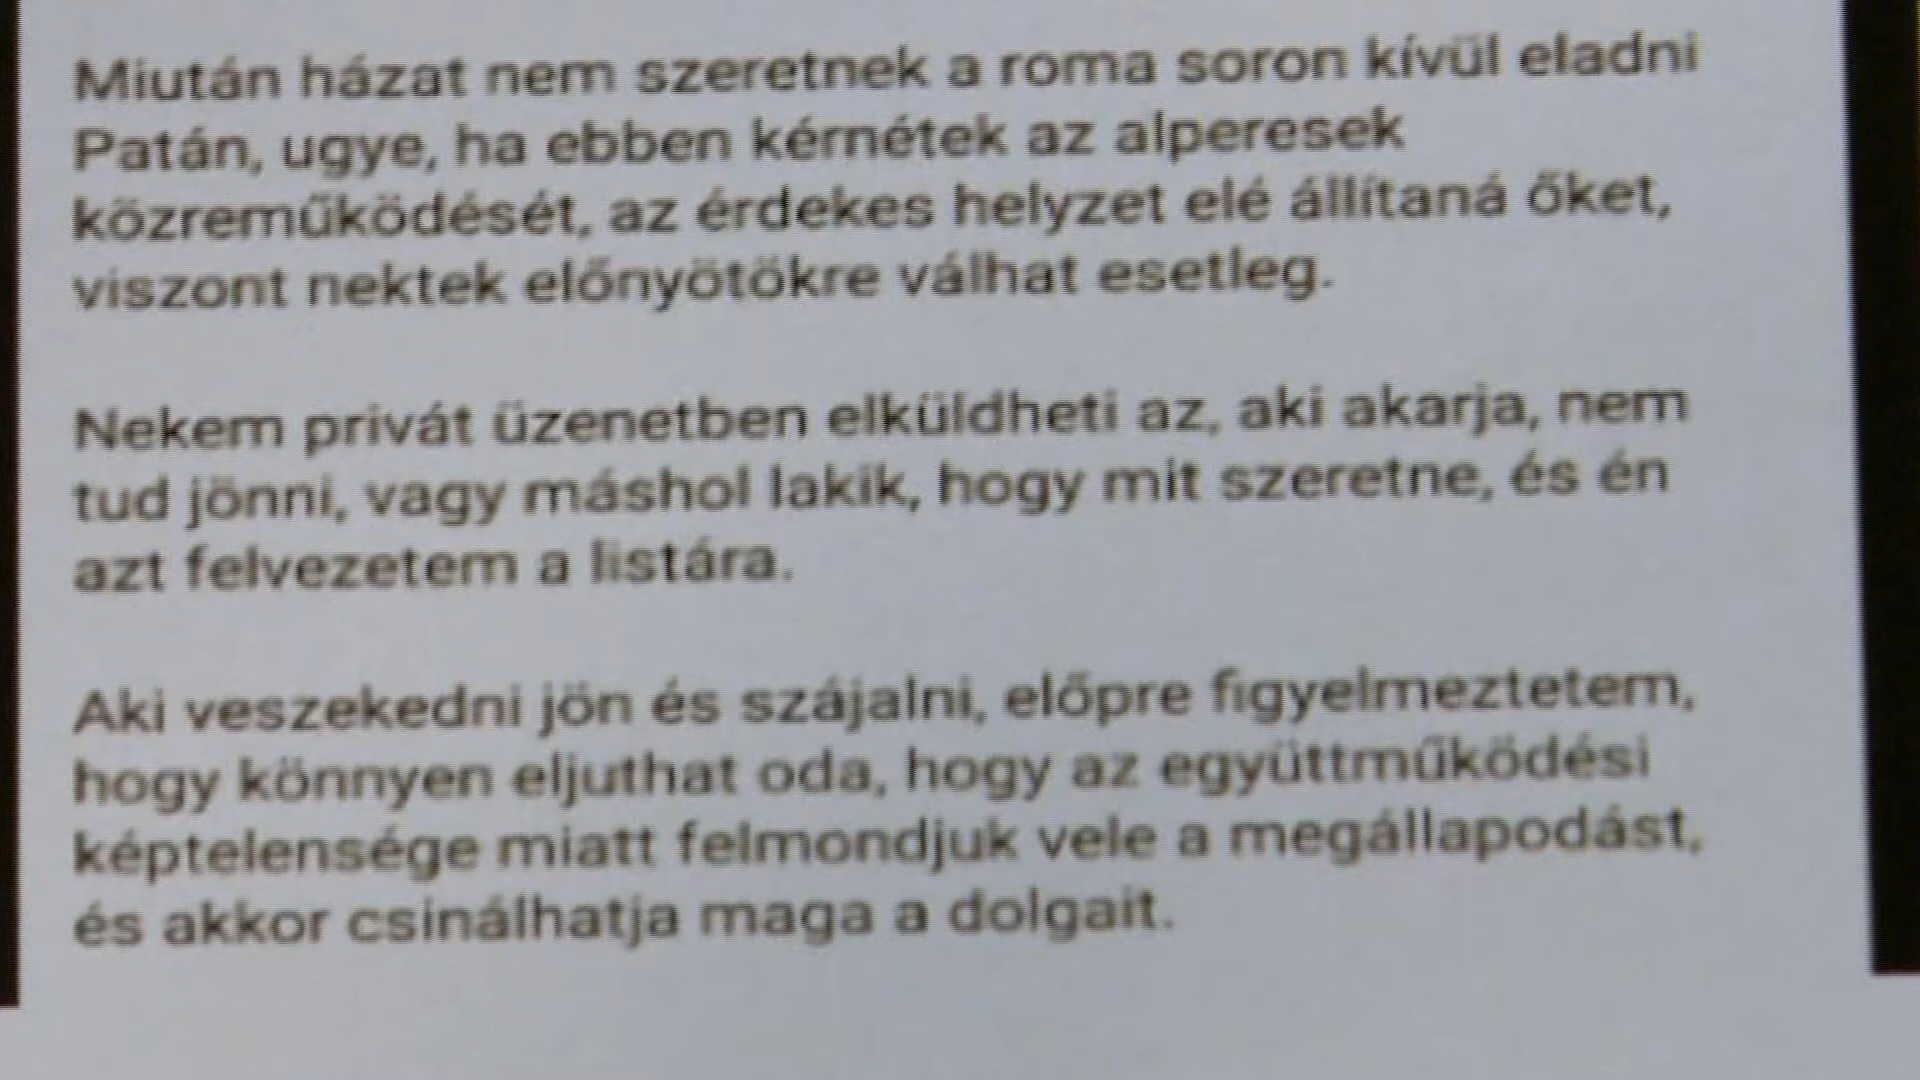 Miután házat nem szeretnek a roma soron kívül eladni
Patán, ugye, ha ebben kérnétek az alperesek
közreműködését, az érdekes helyzet elé állítaná őket,
viszont nektek előnyötökre válhat esetleg.
Nekem privát üzenetben elküldheti az, aki akarja, nem
tud jönni, vagy máshol lakik, hogy mit szeretne, és én
azt felvezetem a listára.
Aki veszekedni jön és szájalni, előpre figyelmeztetem,
hogy könnyen eljuthat oda, hogy az együttműködési
képtelensége miatt felmondjuk vele a megállapodást,
és akkor csinálhatja maga a dolgait.